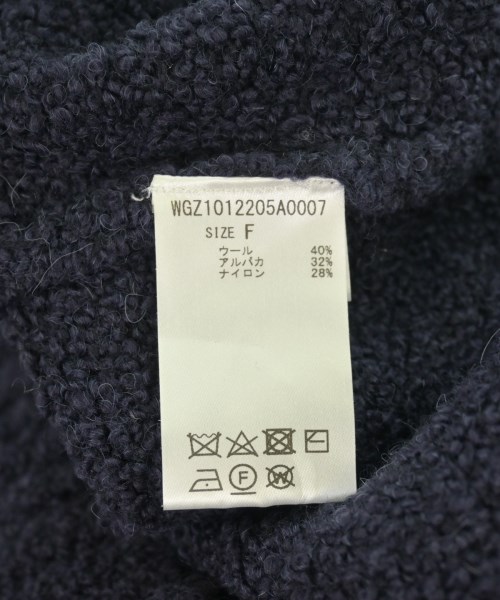 WGZ1012205A0007
SIZE F
ウール 40%
アルパカ 32%
ナイロン 28%
F W